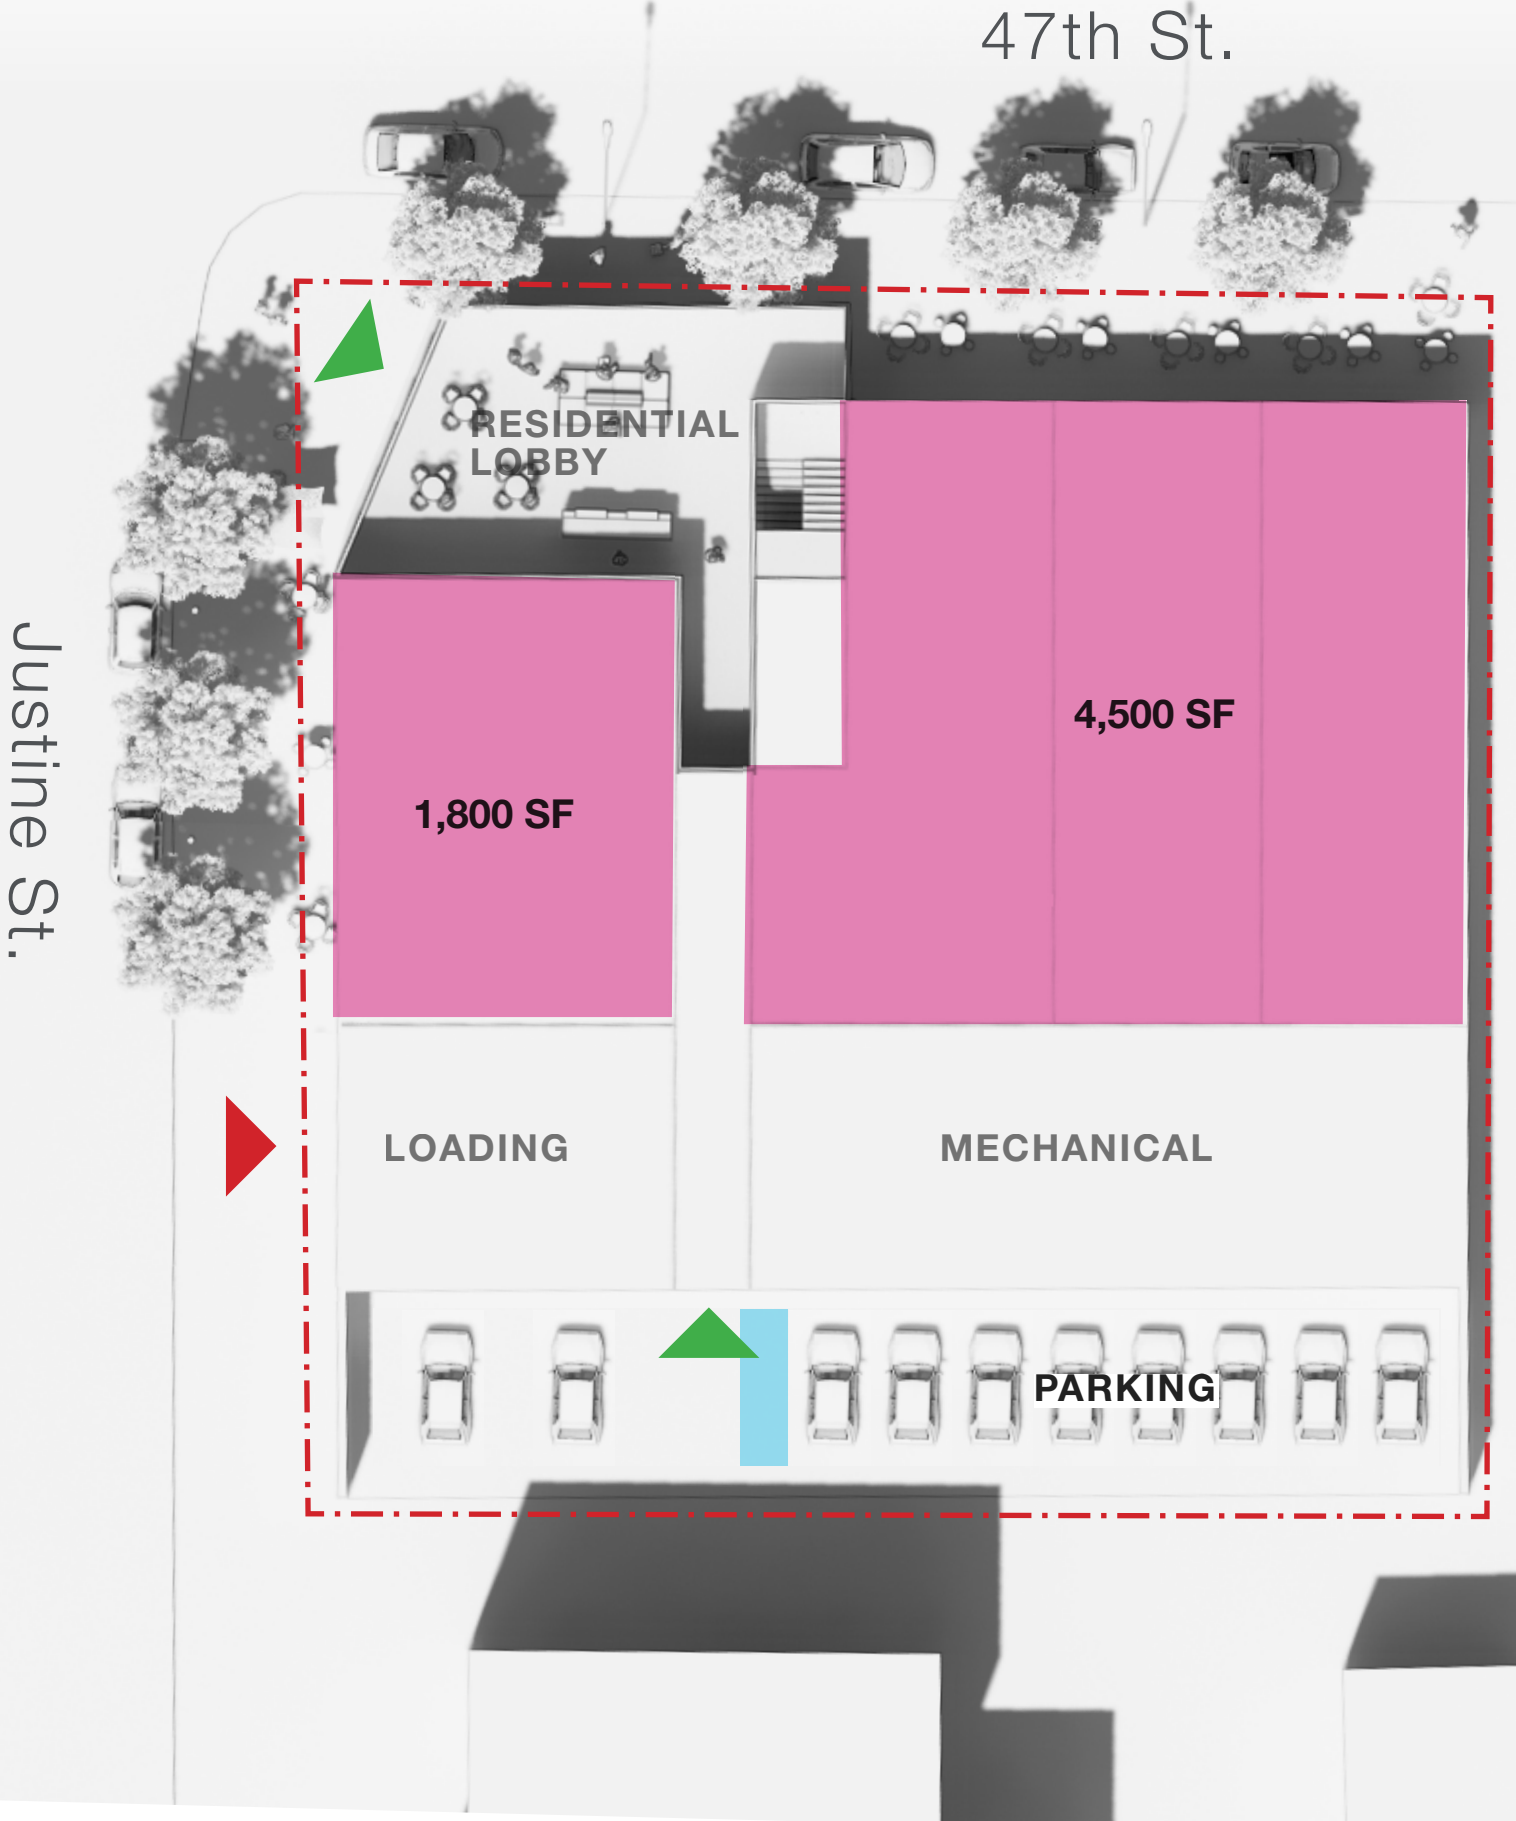 47th St.
RESIDENTIAL
LOBBY
4,500 SF
1,800 SF
Justine St.
LOADING
MECHANICAL
PARKING